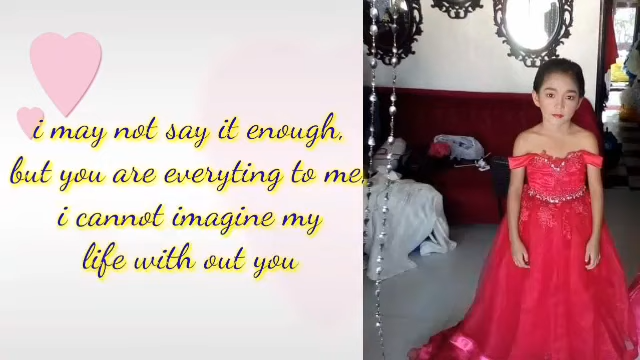 i may not say it enough,
but you are everyting to me,
i cannot imagine my
life with out you